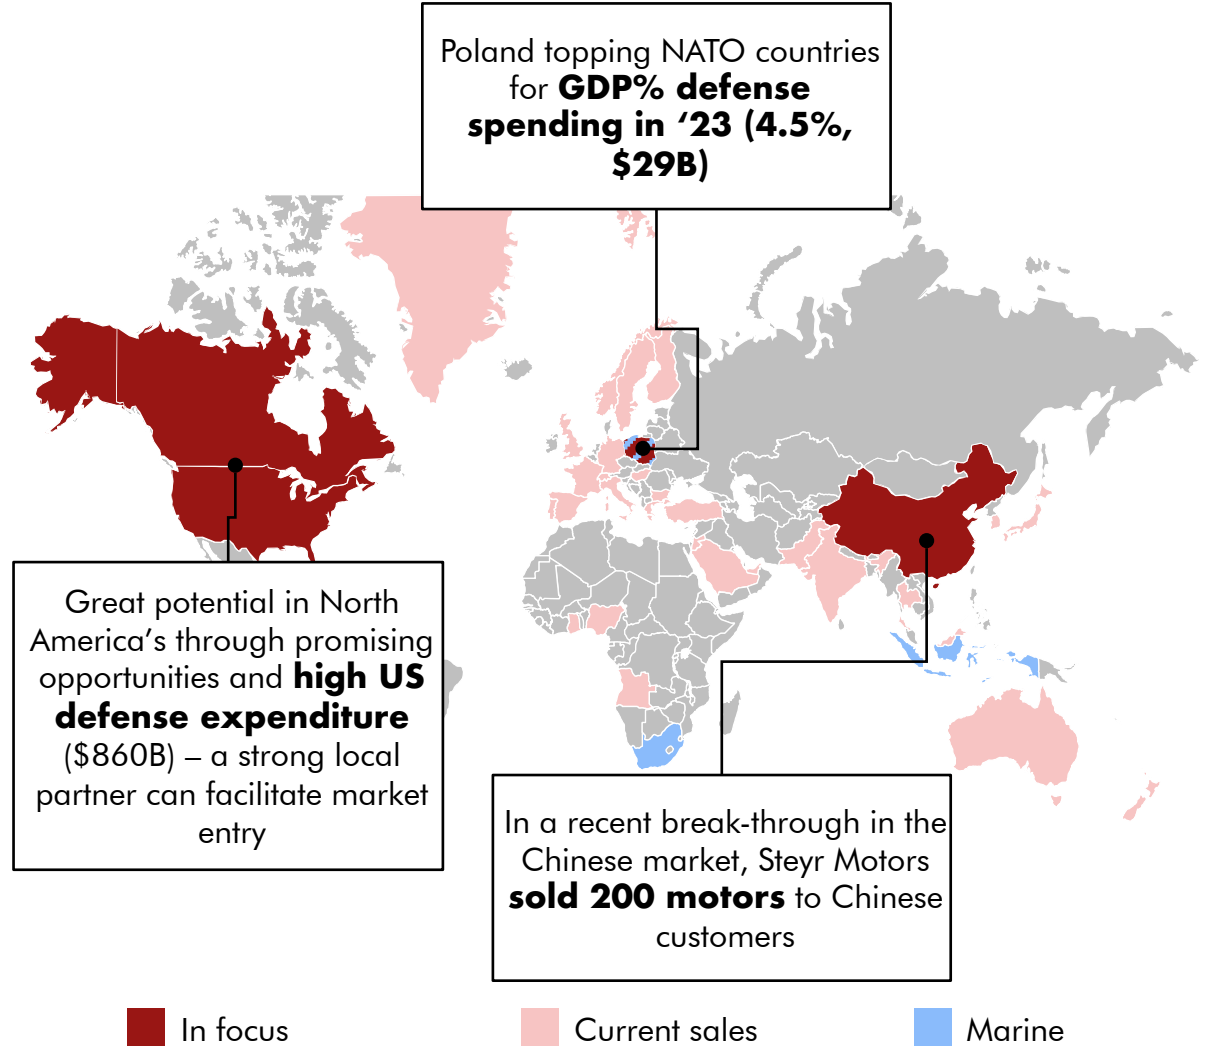 Poland topping NATO countries
for GDP% defense
spending in ‘23 (4.5%,
$29B)
Great potential in North
America’s through promising
opportunities and high US
defense expenditure
($860B) – a strong local
partner can facilitate market
entry
In a recent break-through in the
Chinese market, Steyr Motors
sold 200 motors to Chinese
customers
In focus
Current sales
Marine